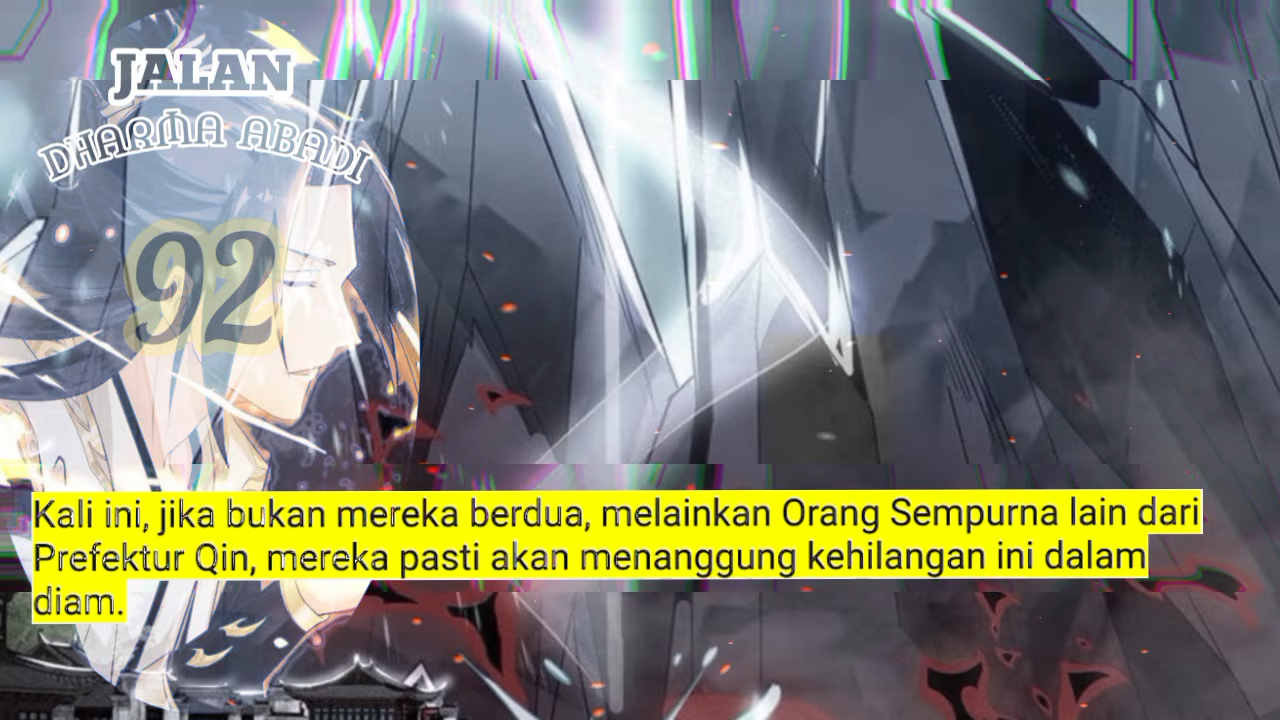 JALAN
DHARMA ABADI
92
Kali ini, jika bukan mereka berdua, melainkan Orang Sempurna lain dari
Prefektur Qin, mereka pasti akan menanggung kehilangan ini dalam
diam.